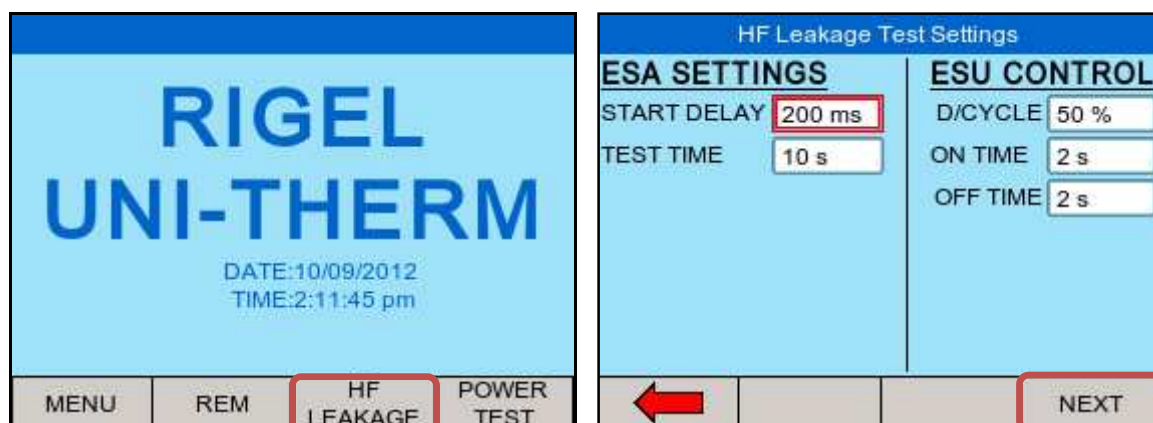 RIGEL
UNI-THERM
DATE:10/09/2012
TIME:2:11:45 pm
MENU
REM
HF
LEAKAGE
POWER
TEST
HF Leakage Test Settings
ESA SETTINGS
START DELAY 200 ms
TEST TIME 10 s
ESU CONTROL
D/CYCLE 50 %
ON TIME 2 s
OFF TIME 2 s
NEXT